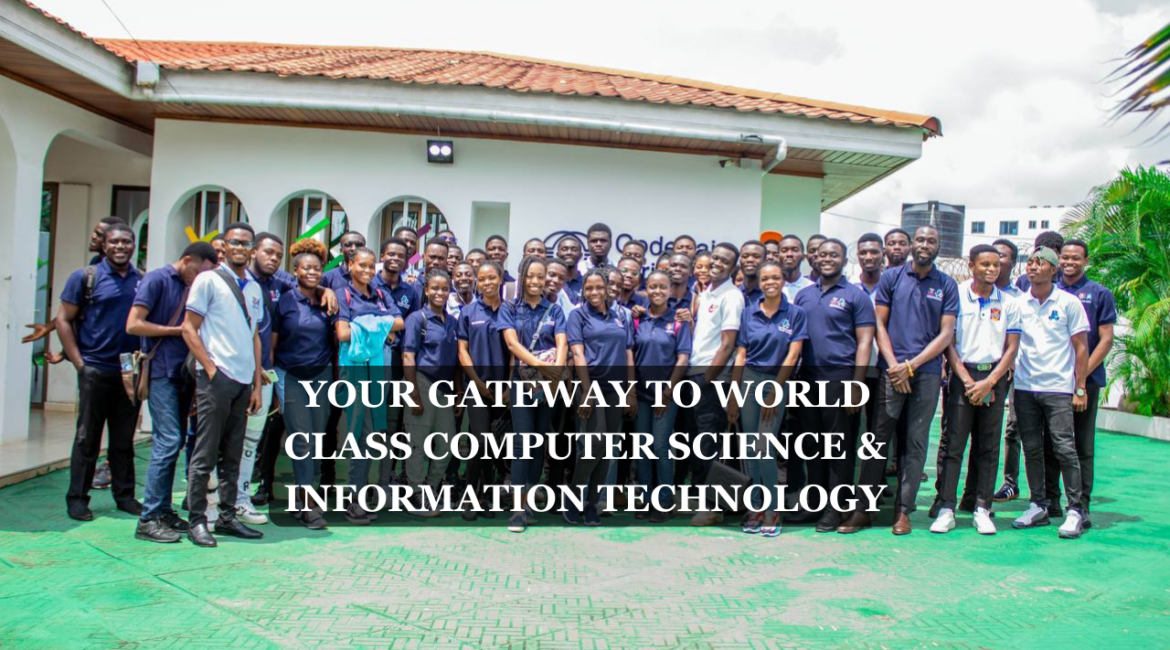 YOUR GATEWAY TO WORLD
CLASS COMPUTER SCIENCE &
INFORMATION TECHNOLOGY